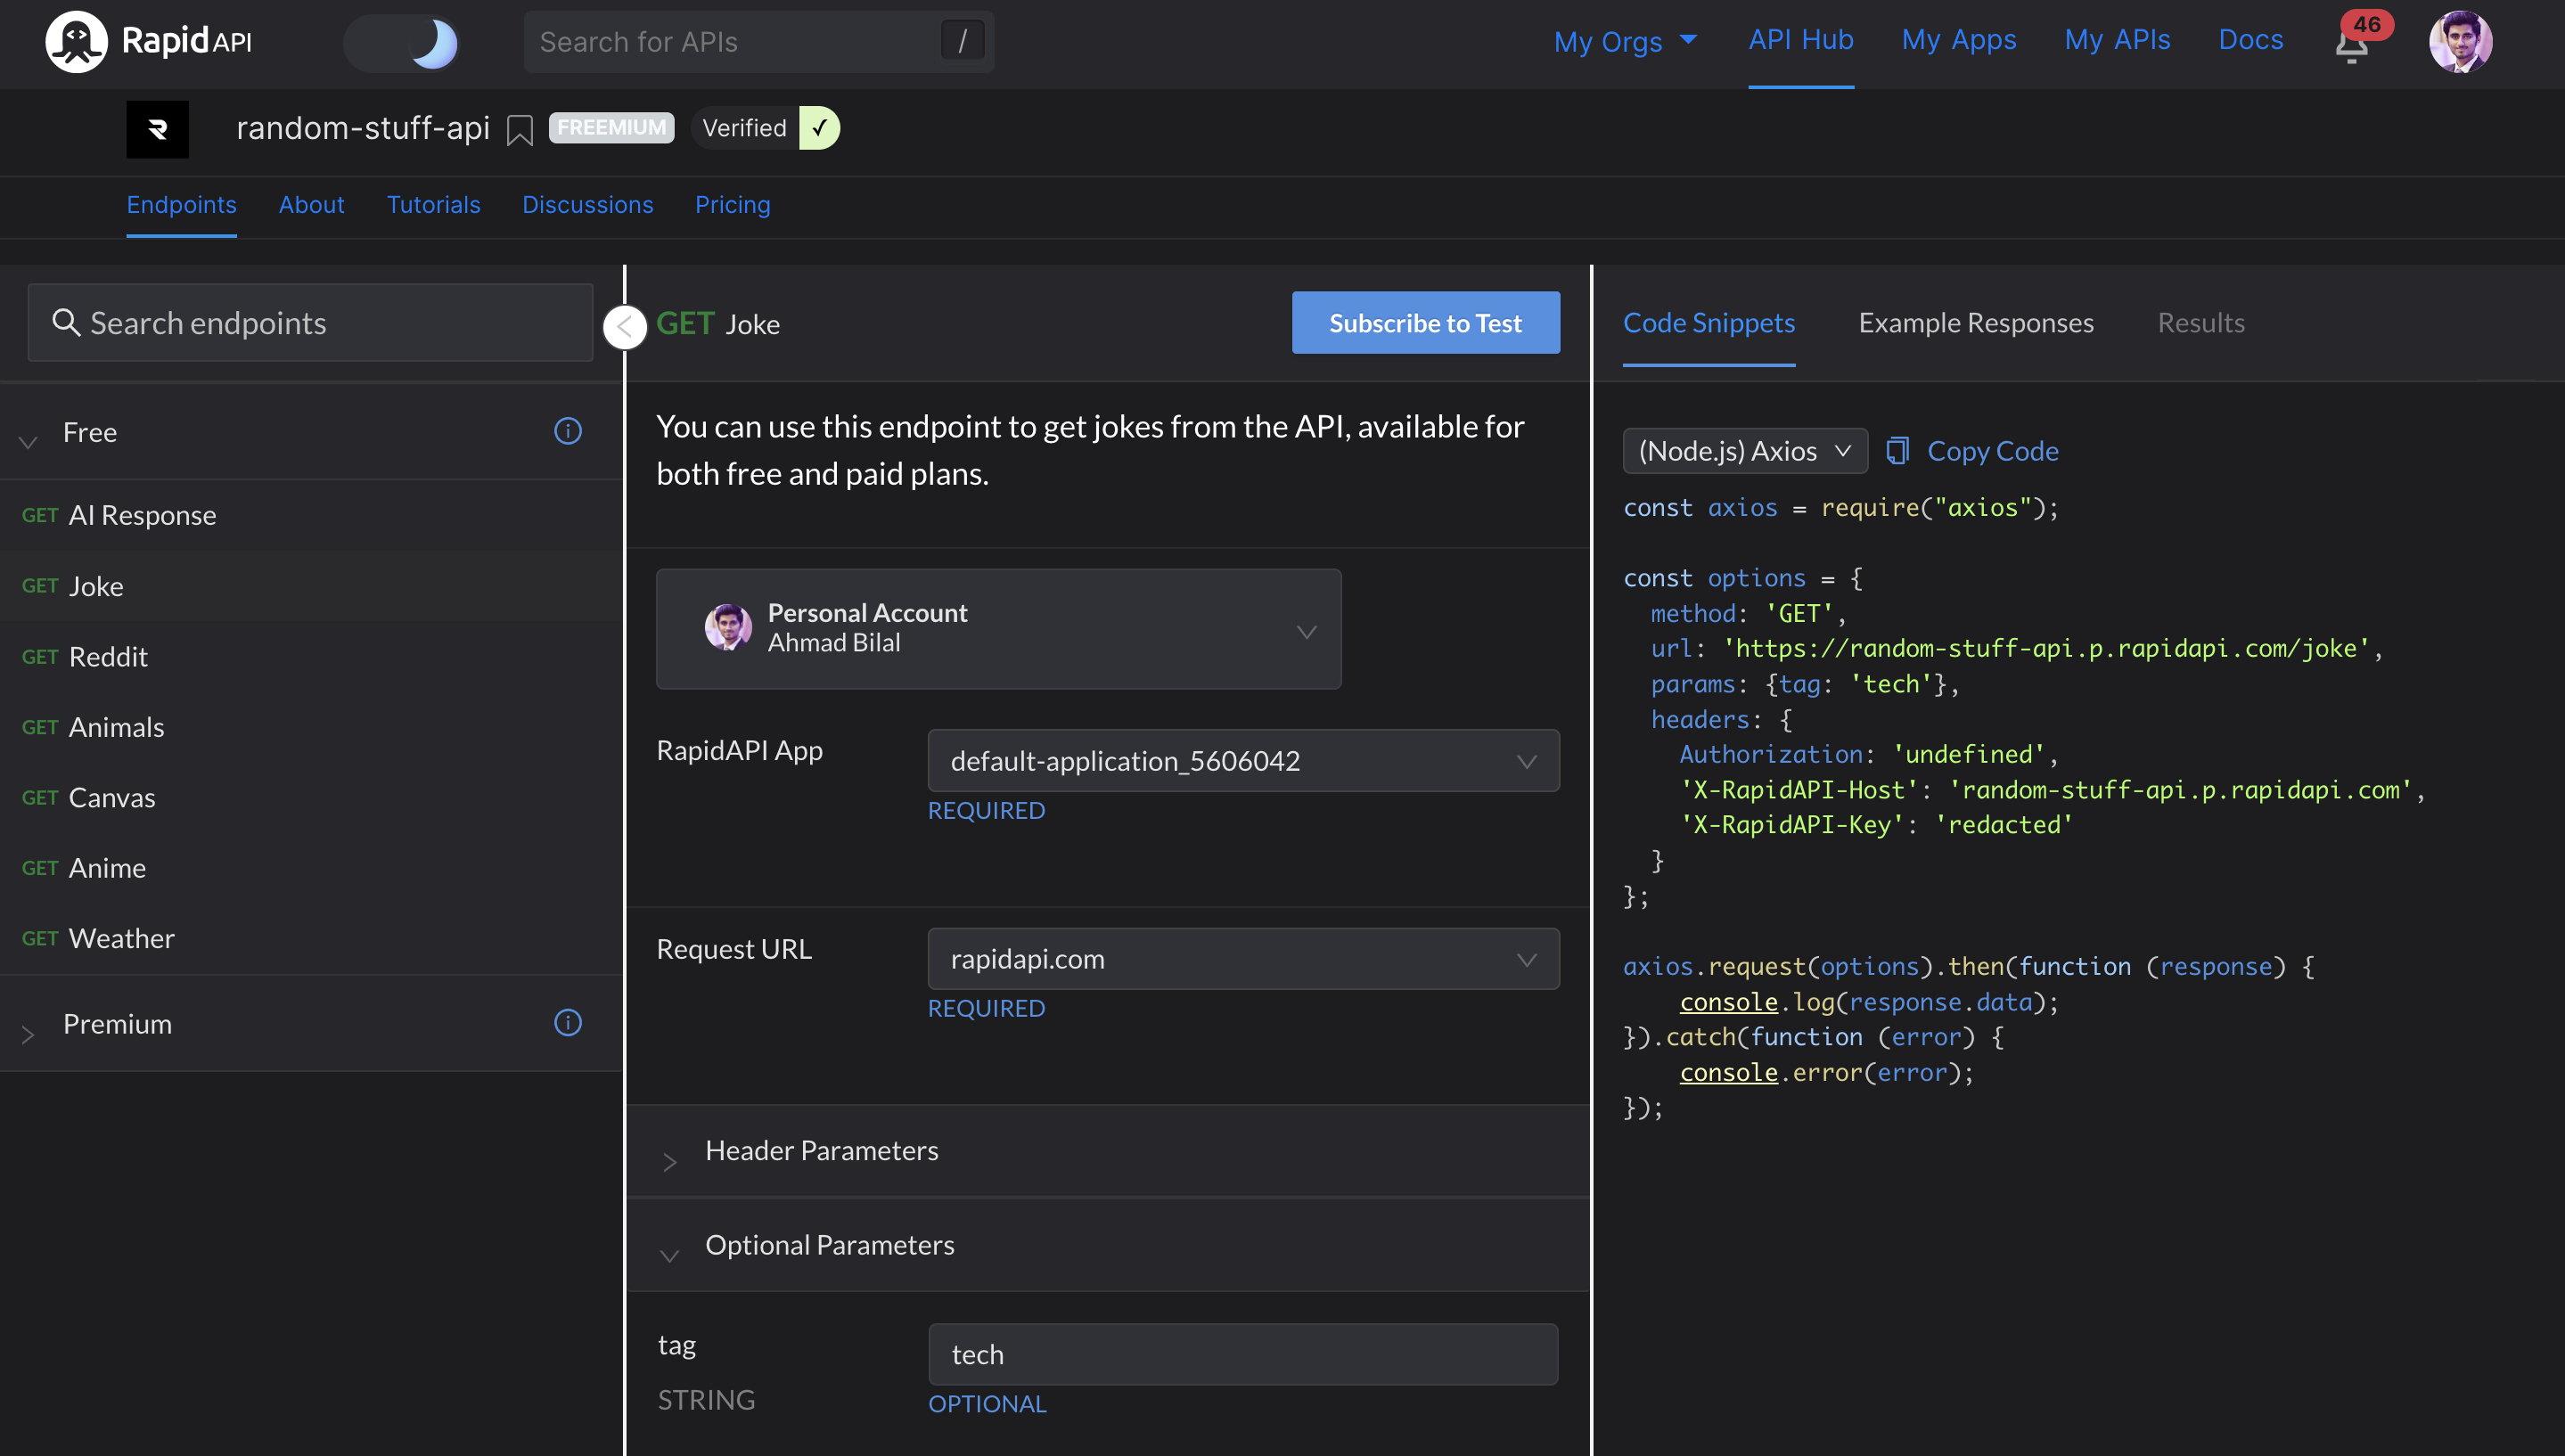 RapidAPI
Search for APIs /
My Orgs API Hub My Apps My APIs Docs 46
random-stuff-api FREEMIUM Verified ✓
Endpoints About Tutorials Discussions Pricing
Search endpoints
Free
GET AI Response
GET Joke
GET Reddit
GET Animals
GET Canvas
GET Anime
GET Weather
Premium
GET Joke
Subscribe to Test
You can use this endpoint to get jokes from the API, available for
both free and paid plans.
Personal Account
Ahmad Bilal
RapidAPI App
default-application_5606042
REQUIRED
Request URL
rapidapi.com
REQUIRED
Header Parameters
Optional Parameters
tag
tech
STRING
OPTIONAL
Code Snippets Example Responses Results
(Node.js) Axios Copy Code
const axios = require("axios");
const options = {
  method: 'GET',
  url: 'https://random-stuff-api.p.rapidapi.com/joke',
  params: {tag: 'tech'},
  headers: {
    Authorization: 'undefined',
    'X-RapidAPI-Host': 'random-stuff-api.p.rapidapi.com',
    'X-RapidAPI-Key': 'redacted'
  }
};
axios.request(options).then(function (response) {
    console.log(response.data);
}).catch(function (error) {
    console.error(error);
});